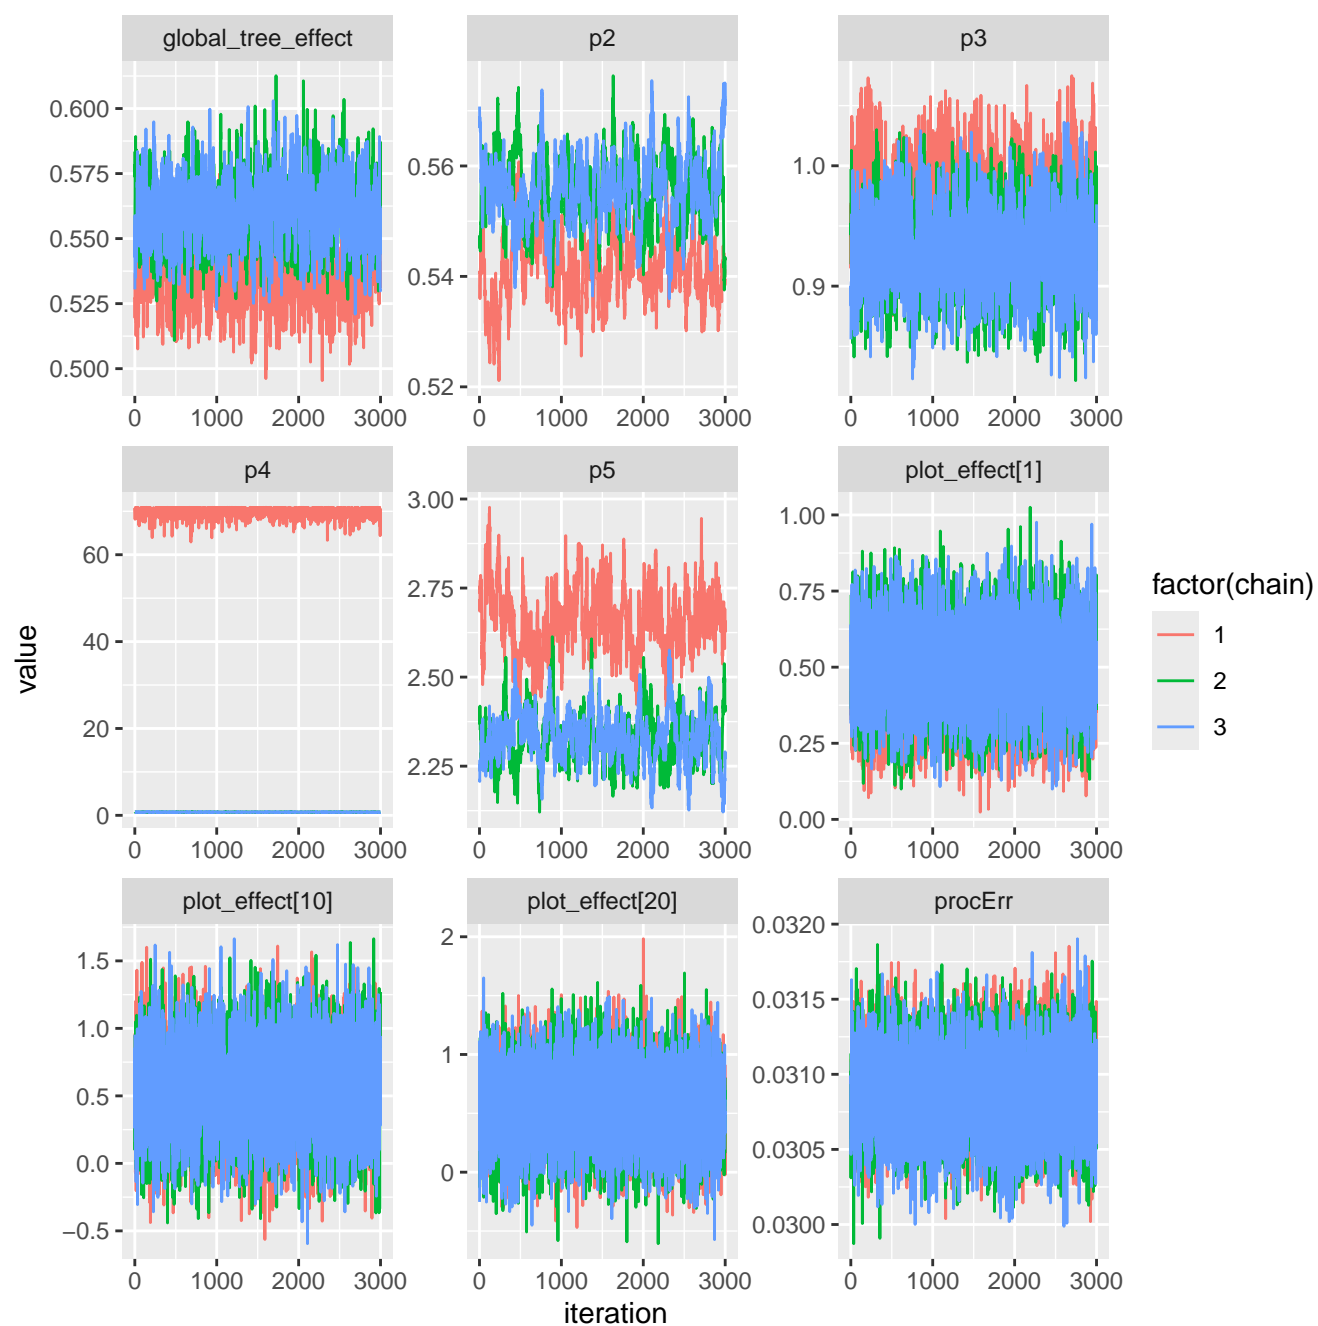 global_tree_effect
p2
p3
0.600
0.575
0.550
0.525
0.500
0 1000 2000 3000
0.56
0.54
0.52
0 1000 2000 3000
1.0
0.9
0 1000 2000 3000
p4
p5
plot_effect[1]
60
40
20
0
0 1000 2000 3000
3.00
2.75
2.50
2.25
0 1000 2000 3000
1.00
0.75
0.50
0.25
0.00
0 1000 2000 3000
plot_effect[10]
plot_effect[20]
procErr
1.5
1.0
0.5
0.0
−0.5
0 1000 2000 3000
2
1
0
0 1000 2000 3000
0.0320
0.0315
0.0310
0.0305
0.0300
0 1000 2000 3000
value
iteration
factor(chain)
1
2
3